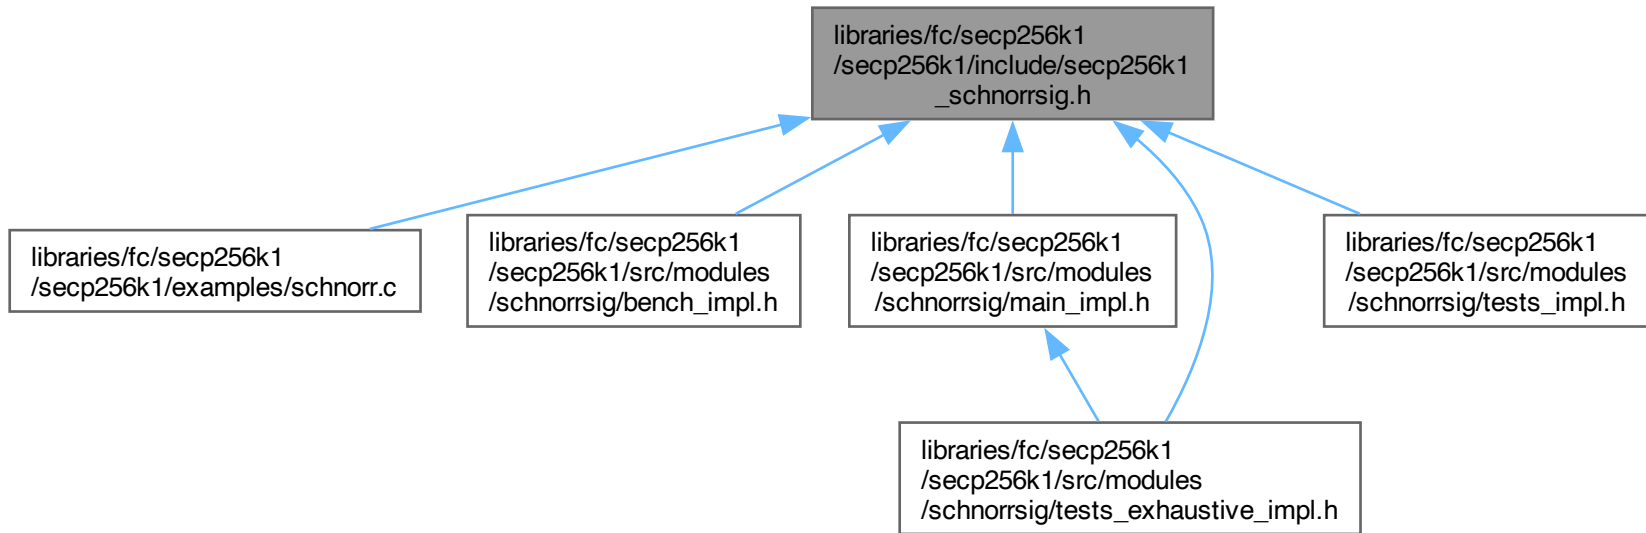 libraries/fc/secp256k1
/secp256k1/include/secp256k1
_schnorrsig.h
libraries/fc/secp256k1
/secp256k1/examples/schnorr.c
libraries/fc/secp256k1
/secp256k1/src/modules
/schnorrsig/bench_impl.h
libraries/fc/secp256k1
/secp256k1/src/modules
/schnorrsig/main_impl.h
libraries/fc/secp256k1
/secp256k1/src/modules
/schnorrsig/tests_impl.h
libraries/fc/secp256k1
/secp256k1/src/modules
/schnorrsig/tests_exhaustive_impl.h